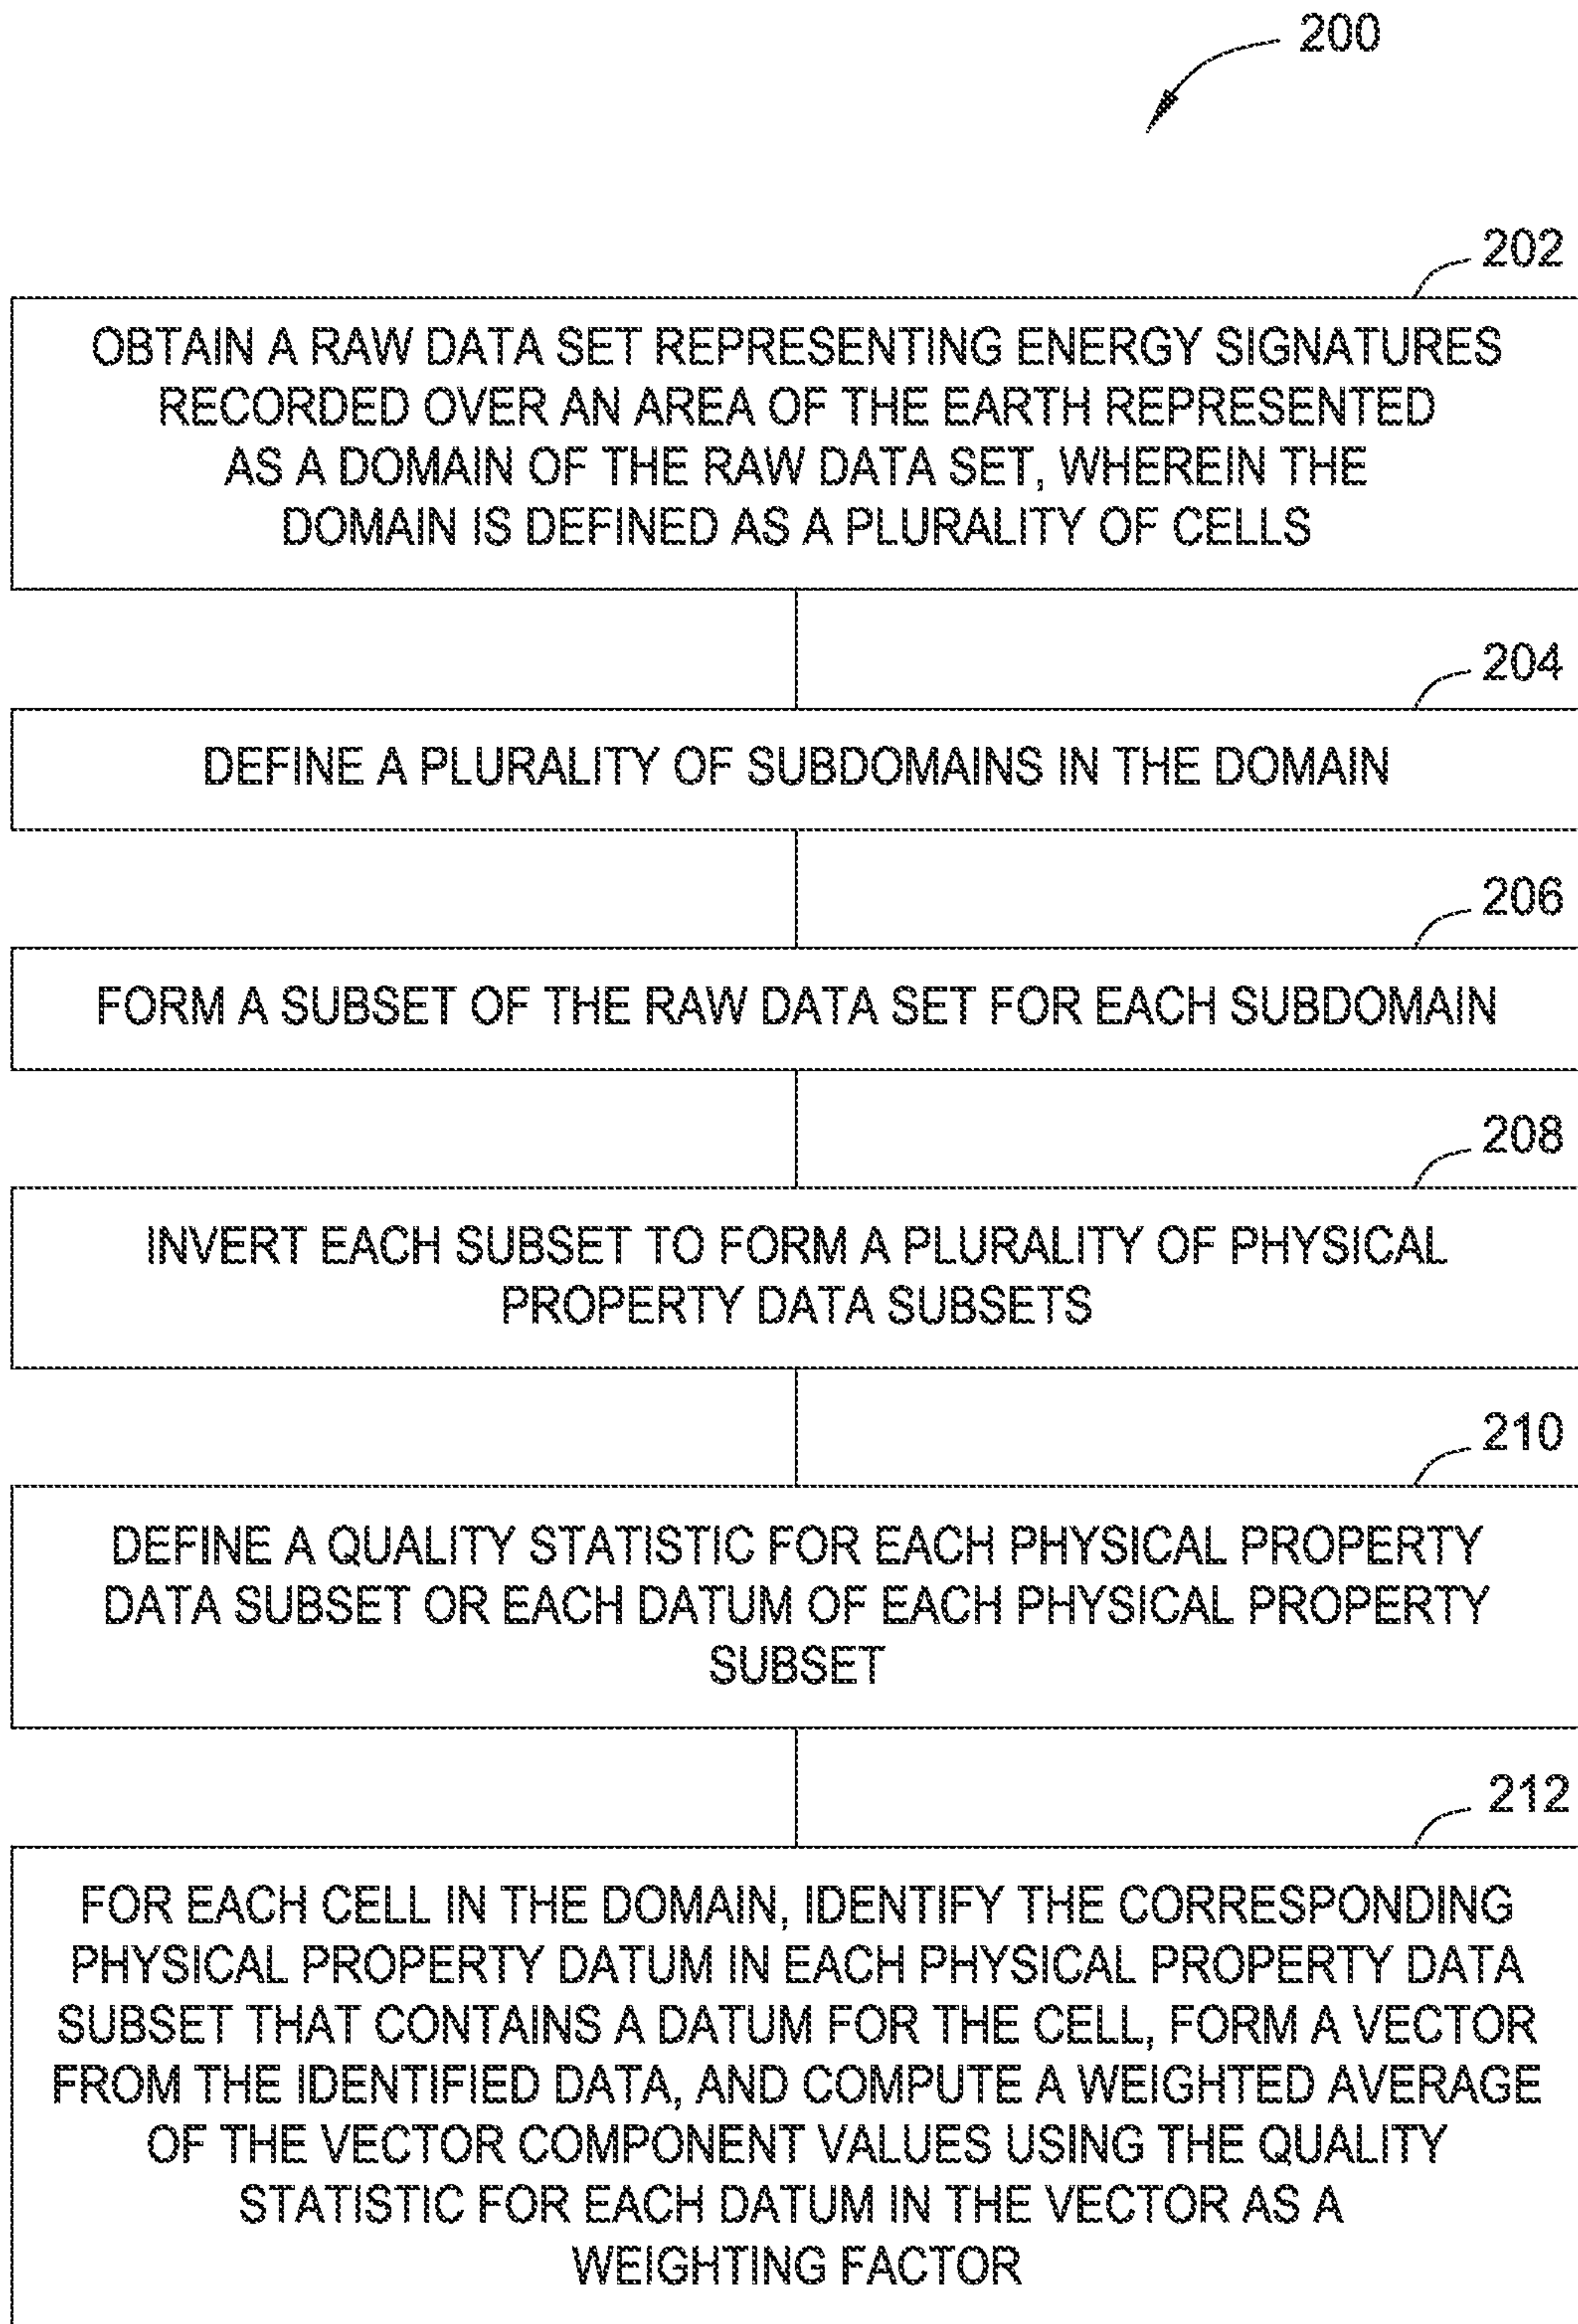 200
202
OBTAIN A RAW DATA SET REPRESENTING ENERGY SIGNATURES
RECORDED OVER AN AREA OF THE EARTH REPRESENTED
AS A DOMAIN OF THE RAW DATA SET, WHEREIN THE
DOMAIN IS DEFINED AS A PLURALITY OF CELLS
204
DEFINE A PLURALITY OF SUBDOMAINS IN THE DOMAIN
206
FORM A SUBSET OF THE RAW DATA SET FOR EACH SUBDOMAIN
208
INVERT EACH SUBSET TO FORM A PLURALITY OF PHYSICAL
PROPERTY DATA SUBSETS
210
DEFINE A QUALITY STATISTIC FOR EACH PHYSICAL PROPERTY
DATA SUBSET OR EACH DATUM OF EACH PHYSICAL PROPERTY
SUBSET
212
FOR EACH CELL IN THE DOMAIN, IDENTIFY THE CORRESPONDING
PHYSICAL PROPERTY DATUM IN EACH PHYSICAL PROPERTY DATA
SUBSET THAT CONTAINS A DATUM FOR THE CELL, FORM A VECTOR
FROM THE IDENTIFIED DATA, AND COMPUTE A WEIGHTED AVERAGE
OF THE VECTOR COMPONENT VALUES USING THE QUALITY
STATISTIC FOR EACH DATUM IN THE VECTOR AS A
WEIGHTING FACTOR